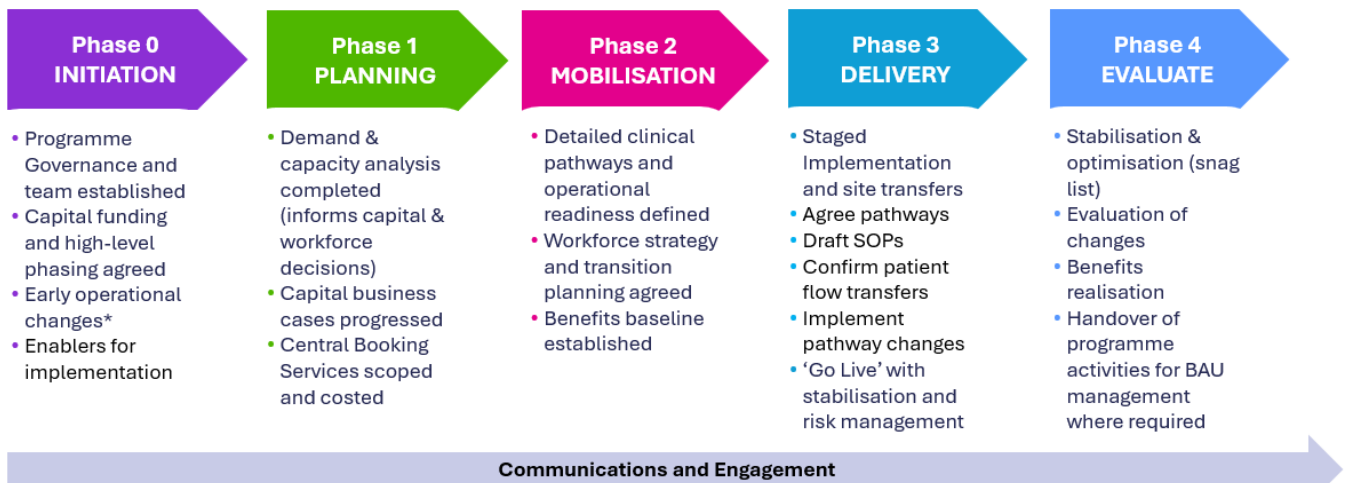 Phase 0
INITIATION
• Programme
Governance and
team established
• Capital funding
and high-level
phasing agreed
• Early operational
changes*
• Enablers for
implementation
Phase 1
PLANNING
• Demand &
capacity analysis
completed
(informs capital &
workforce
decisions)
• Capital business
cases progressed
• Central Booking
Services scoped
and costed
Phase 2
MOBILISATION
• Detailed clinical
pathways and
operational
readiness defined
• Workforce strategy
and transition
planning agreed
• Benefits baseline
established
Phase 3
DELIVERY
• Staged
Implementation
and site transfers
• Agree pathways
• Draft SOPs
• Confirm patient
flow transfers
• Implement
pathway changes
• ‘Go Live’ with
stabilisation and
risk management
Phase 4
EVALUATE
• Stabilisation &
optimisation (snag
list)
• Evaluation of
changes
• Benefits
realisation
• Handover of
programme
activities for BAU
management
where required
Communications and Engagement